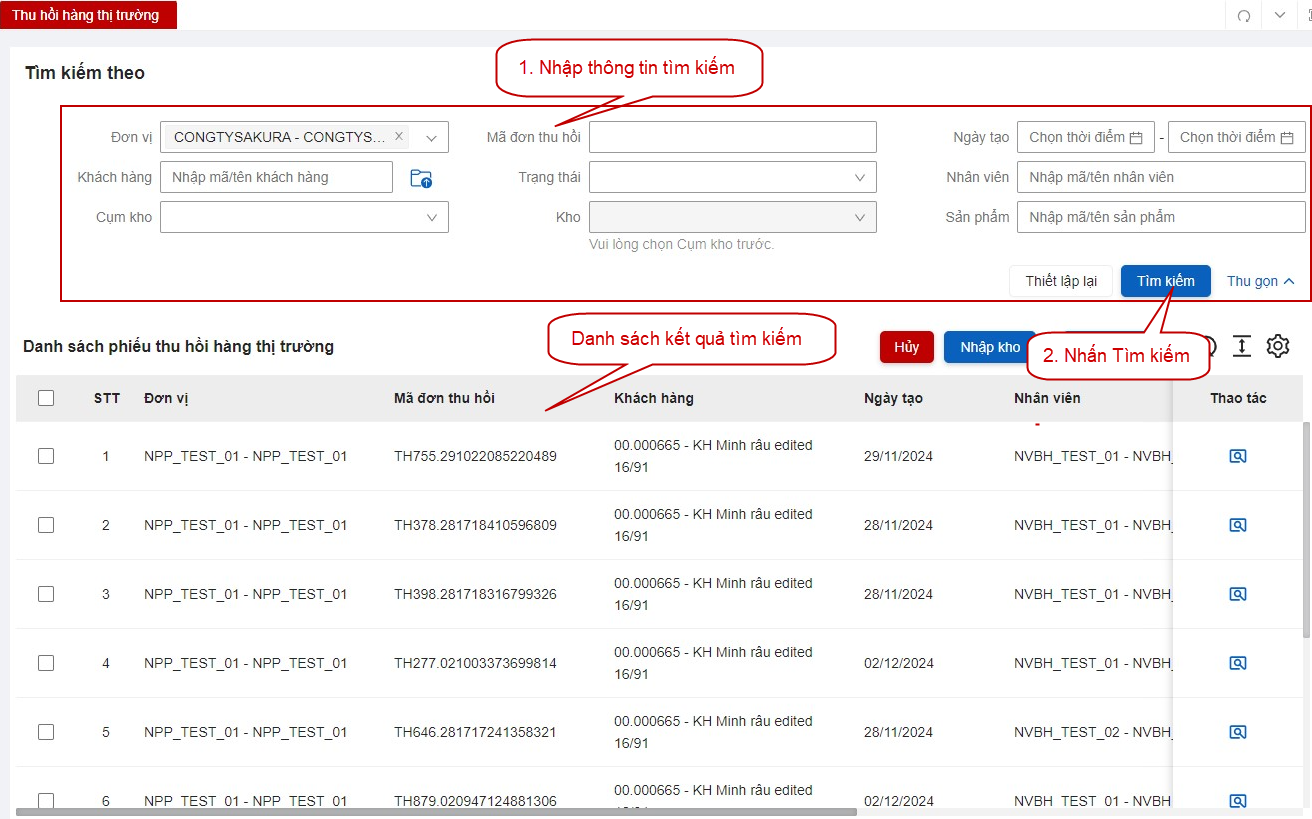 Thu hồi hàng thị trường
1. Nhập thông tin tìm kiếm
Tìm kiếm theo
Đơn vị CONGTYSAKURA - CONGTYS... Mã đơn thu hồi Ngày tạo Chọn thời điểm - Chọn thời điểm
Khách hàng Nhập mã/tên khách hàng Trạng thái Nhân viên Nhập mã/tên nhân viên
Cụm kho Kho Sản phẩm Nhập mã/tên sản phẩm
Vui lòng chọn Cụm kho trước.
Thiết lập lại Tìm kiếm Thu gọn
Danh sách kết quả tìm kiếm
Danh sách phiếu thu hồi hàng thị trường Hủy Nhập kho
2. Nhấn Tìm kiếm
STT Đơn vị Mã đơn thu hồi Khách hàng Ngày tạo Nhân viên Thao tác
1 NPP_TEST_01 - NPP_TEST_01 TH755.291022085220489 00.000665 - KH Minh râu edited 29/11/2024 NVBH_TEST_01 - NVBH_
16/91
2 NPP_TEST_01 - NPP_TEST_01 TH378.281718410596809 00.000665 - KH Minh râu edited 28/11/2024 NVBH_TEST_01 - NVBH_
16/91
3 NPP_TEST_01 - NPP_TEST_01 TH398.281718316799326 00.000665 - KH Minh râu edited 28/11/2024 NVBH_TEST_01 - NVBH_
16/91
4 NPP_TEST_01 - NPP_TEST_01 TH277.021003373699814 00.000665 - KH Minh râu edited 02/12/2024 NVBH_TEST_01 - NVBH_
16/91
5 NPP_TEST_01 - NPP_TEST_01 TH646.281717241358321 00.000665 - KH Minh râu edited 28/11/2024 NVBH_TEST_02 - NVBH_
16/91
6 NPP_TEST_01 - NPP_TEST_01 TH879.020947124881306 00.000665 - KH Minh râu edited 02/12/2024 NVBH_TEST_01 - NVBH